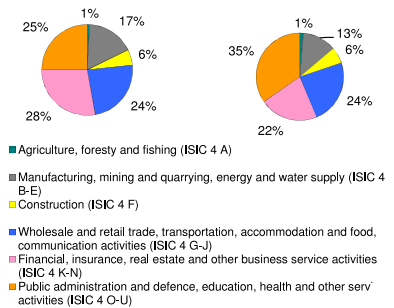 1%
17%
6%
24%
28%
25%
1%
13%
6%
24%
22%
35%
Agriculture, foresty and fishing (ISIC 4 A)
Manufacturing, mining and quarrying, energy and water supply (ISIC 4
B-E)
Construction (ISIC 4 F)
Wholesale and retail trade, transportation, accommodation and food,
communication activities (ISIC 4 G-J)
Financial, insurance, real estate and other business service activities
(ISIC 4 K-N)
Public administration and defence, education, health and other serv
activities (ISIC 4 O-U)